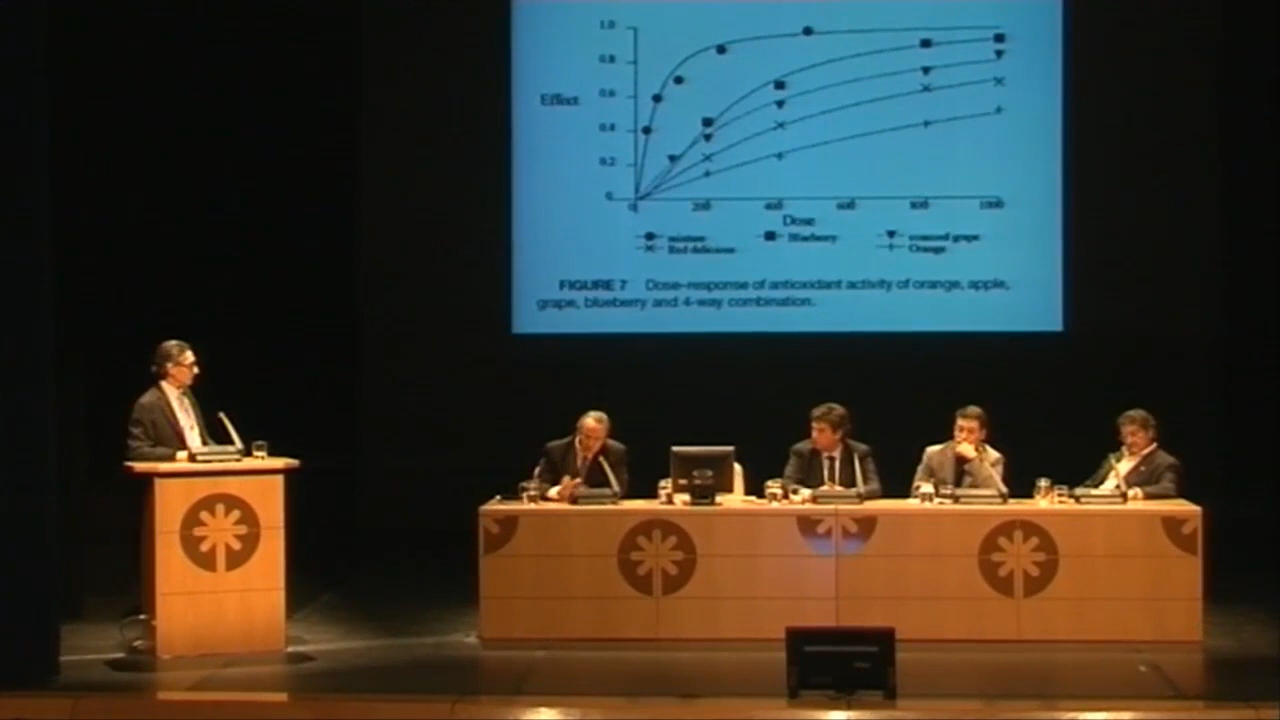 1.0
0.8
Effect
0.6
0.4
0.2
0
0 200 400 600 800 1000
Dose
mixture Blueberry concord grape
Red delicious Orange
FIGURE 7 Dose-response of antioxidant activity of orange, apple,
grape, blueberry and 4-way combination.